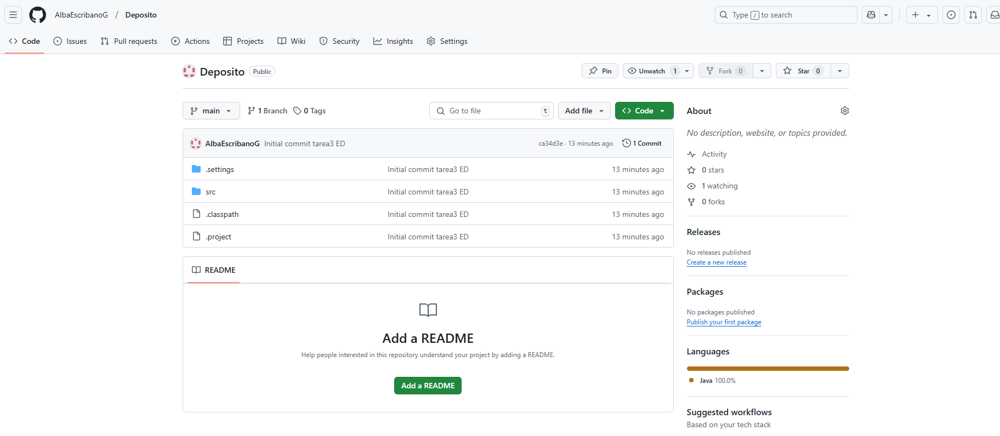 AlbaEscribanoG / Deposito
Type / to search
Code Issues Pull requests Actions Projects Wiki Security Insights Settings
Deposito Public
Pin Unwatch 1 Fork 0 Star 0
main 1 Branch 0 Tags Go to file t Add file Code
AlbaEscribanoG Initial commit tarea3 ED ca34d3e · 13 minutes ago 1 Commit
.settings Initial commit tarea3 ED 13 minutes ago
src Initial commit tarea3 ED 13 minutes ago
.classpath Initial commit tarea3 ED 13 minutes ago
.project Initial commit tarea3 ED 13 minutes ago
README
Add a README
Help people interested in this repository understand your project by adding a README.
Add a README
About
No description, website, or topics provided.
Activity
0 stars
1 watching
0 forks
Releases
No releases published
Create a new release
Packages
No packages published
Publish your first package
Languages
Java 100.0%
Suggested workflows
Based on your tech stack